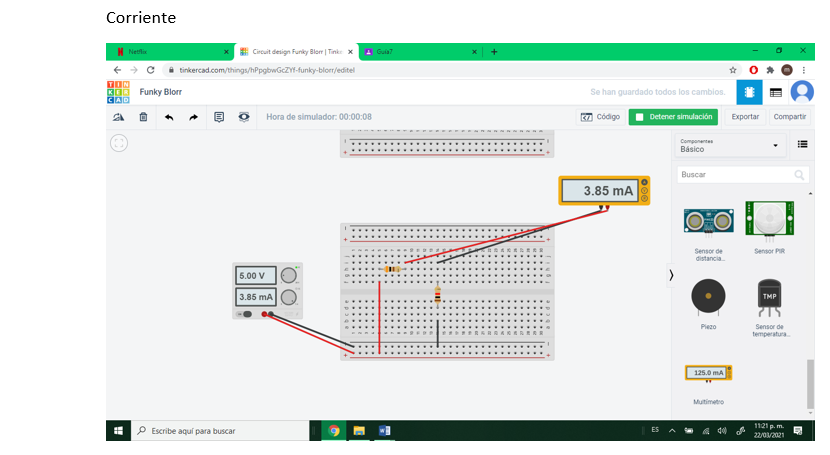 Corriente
Netflix
Circuit design Funky Blorr | Tinke
Guia7
tinkercad.com/things/hPpgbwGcZYf-funky-blorr/editel
TIN
KER
CAD
Funky Blorr
Se han guardado todos los cambios.
Hora de simulador: 00:00:08
Código
Detener simulación
Exportar
Compartir
Componentes
Básico
Buscar
3.85 mA
5.00 V
3.85 mA
Sensor de
distancia...
Sensor PIR
TMP
Piezo
Sensor de
temperatura...
125.0 mA
Multímetro
Escribe aquí para buscar
ES
11:21 p. m.
22/03/2021